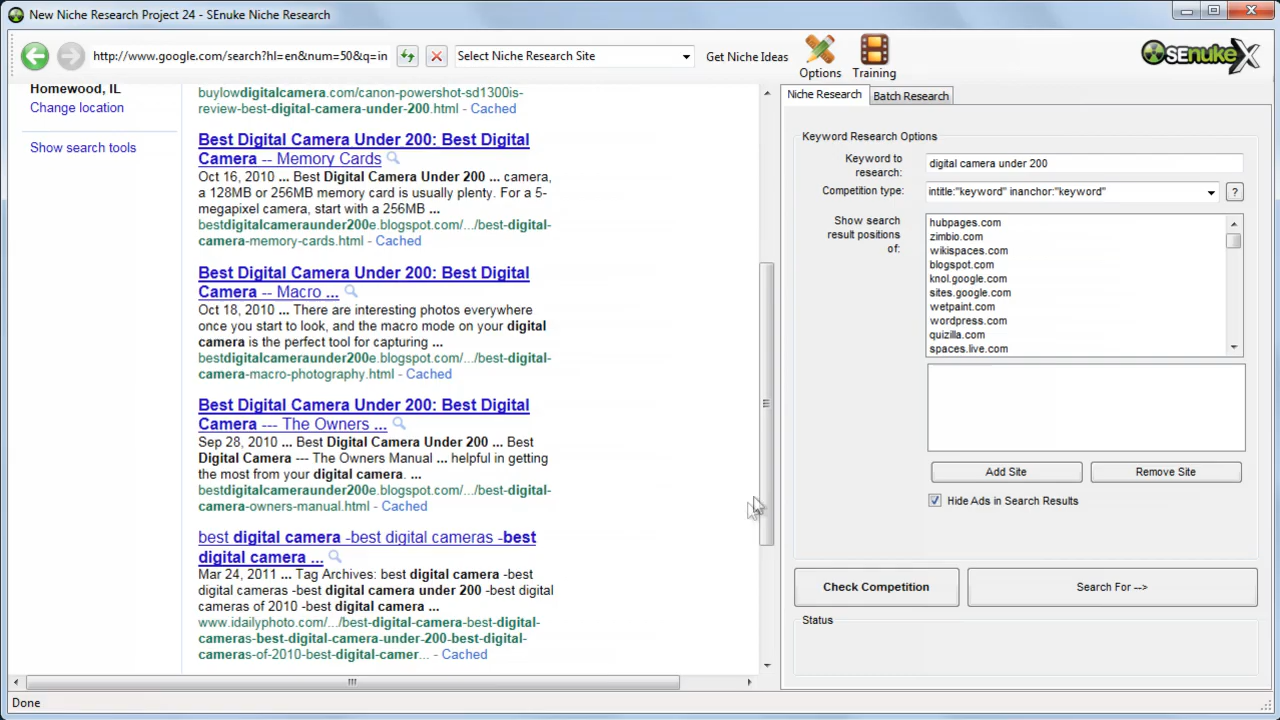 New Niche Research Project 24 - SEnuke Niche Research
http://www.google.com/search?hl=en&num=50&q=in
Select Niche Research Site
Get Niche Ideas
Options
Training
SEnuke X
Homewood, IL
Change location
Show search tools
buylowdigitalcamera.com/canon-powershot-sd1300is-
review-best-digital-camera-under-200.html - Cached
Best Digital Camera Under 200: Best Digital
Camera -- Memory Cards
Oct 16, 2010 ... Best Digital Camera Under 200 ... camera,
a 128MB or 256MB memory card is usually plenty. For a 5-
megapixel camera, start with a 256MB ...
bestdigitalcameraunder200e.blogspot.com/.../best-digital-
camera-memory-cards.html - Cached
Best Digital Camera Under 200: Best Digital
Camera -- Macro ...
Oct 18, 2010 ... There are interesting photos everywhere
once you start to look, and the macro mode on your digital
camera is the perfect tool for capturing ...
bestdigitalcameraunder200e.blogspot.com/.../best-digital-
camera-macro-photography.html - Cached
Best Digital Camera Under 200: Best Digital
Camera --- The Owners ...
Sep 28, 2010 ... Best Digital Camera Under 200 ... Best
Digital Camera --- The Owners Manual ... helpful in getting
the most from your digital camera. ...
bestdigitalcameraunder200e.blogspot.com/.../best-digital-
camera-owners-manual.html - Cached
best digital camera -best digital cameras -best
digital camera ...
Mar 24, 2011 ... Tag Archives: best digital camera -best
digital cameras -best digital camera under 200 -best digital
cameras of 2010 -best digital camera ...
www.idailyphoto.com/.../best-digital-camera-best-digital-
cameras-best-digital-camera-under-200-best-digital-
cameras-of-2010-best-digital-camer... - Cached
Niche Research
Batch Research
Keyword Research Options
Keyword to
research:
digital camera under 200
Competition type:
intitle:"keyword" inanchor:"keyword"
?
Show search
result positions
of:
hubpages.com
zimbio.com
wikispaces.com
blogspot.com
knol.google.com
sites.google.com
wetpaint.com
wordpress.com
quizilla.com
spaces.live.com
Add Site
Remove Site
Hide Ads in Search Results
Check Competition
Search For -->
Status
Done